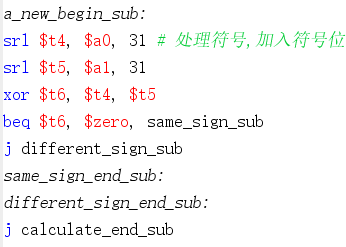 a_new_begin_sub:
srl $t4, $a0, 31 # 处理符号,加入符号位
srl $t5, $a1, 31
xor $t6, $t4, $t5
beq $t6, $zero, same_sign_sub
j different_sign_sub
same_sign_end_sub:
different_sign_end_sub:
j calculate_end_sub